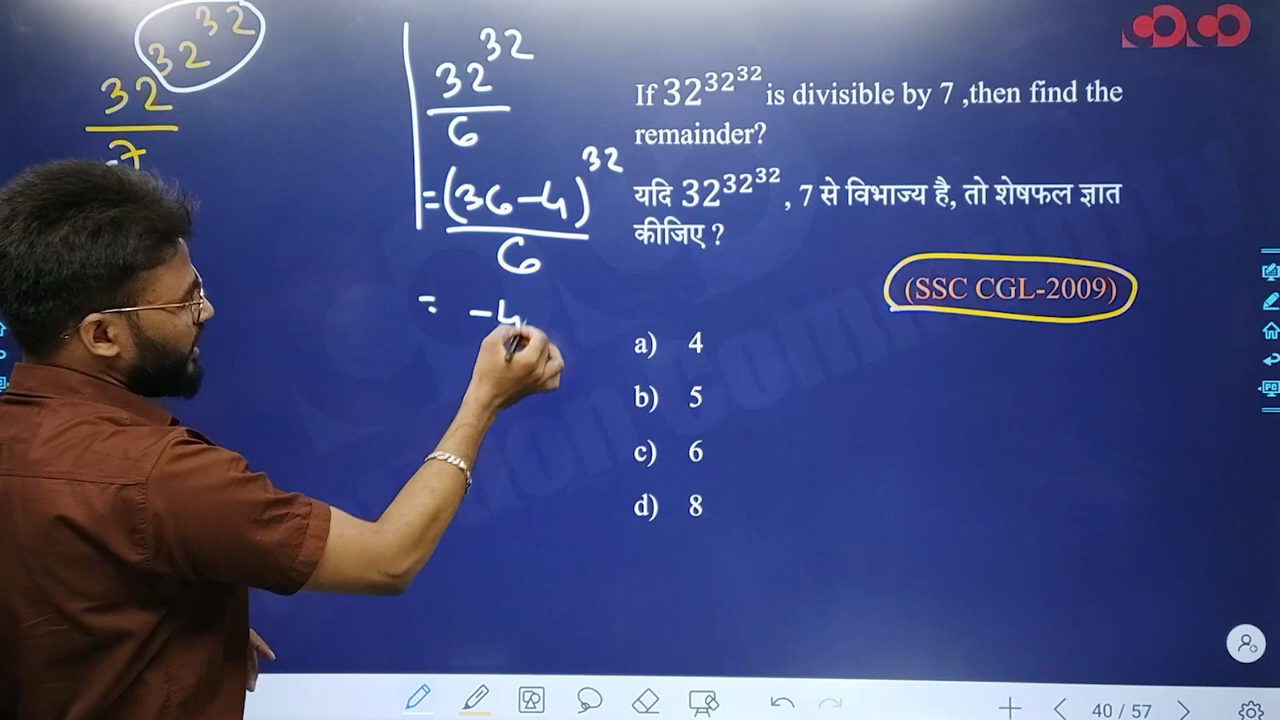 32^32^32
7
32^32
6
=(36-4)^32
6
= -4
If 32^32^32 is divisible by 7 ,then find the
remainder?
यदि 32^32^32 , 7 से विभाज्य है, तो शेषफल ज्ञात
कीजिए ?
(SSC CGL-2009)
a) 4
b) 5
c) 6
d) 8
40 / 57